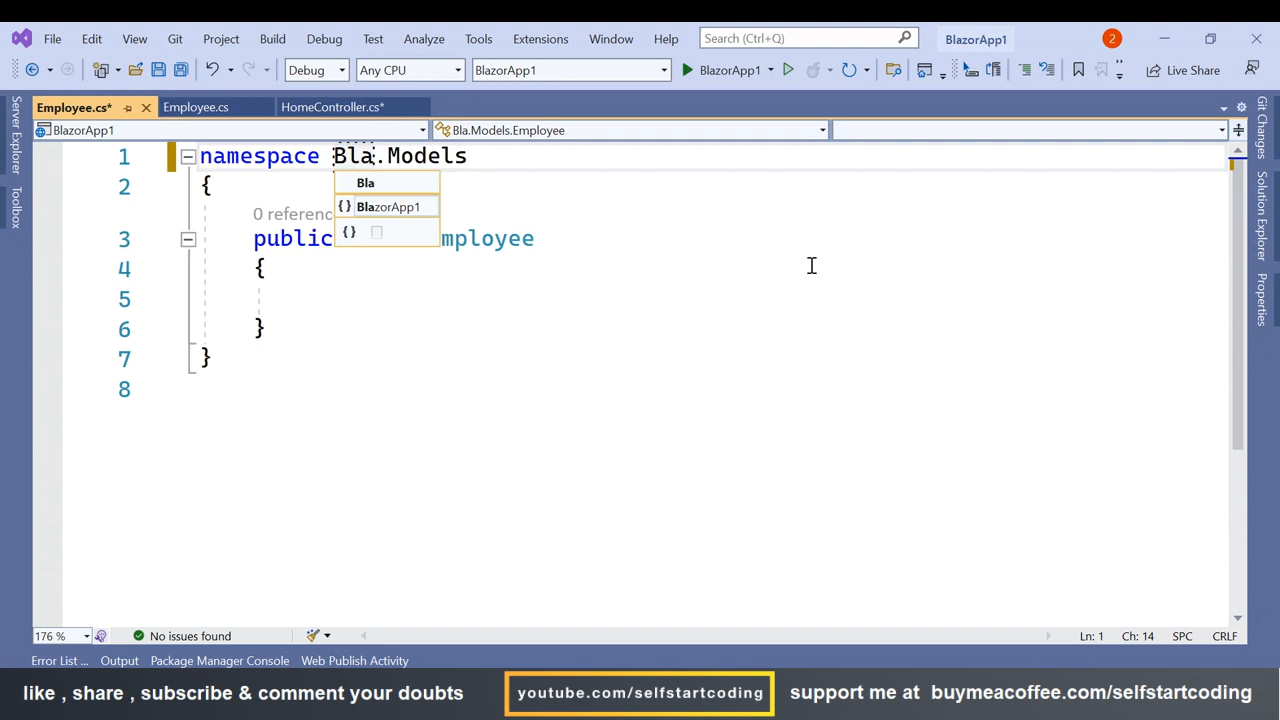 File Edit View Git Project Build Debug Test Analyze Tools Extensions Window Help Search (Ctrl+Q) BlazorApp1 2
Debug Any CPU BlazorApp1 BlazorApp1 Live Share
Employee.cs* Employee.cs HomeController.cs*
BlazorApp1 Bla.Models.Employee
Server Explorer
Toolbox
Git Changes
Solution Explorer
Properties
1 namespace Bla.Models
Bla
2 {
{ } BlazorApp1
0 referenc
{ }
3 public mployee
4 {
5
6 }
7 }
8
176 % No issues found Ln: 1 Ch: 14 SPC CRLF
Error List ... Output Package Manager Console Web Publish Activity
like , share , subscribe & comment your doubts youtube.com/selfstartcoding support me at buymeacoffee.com/selfstartcoding